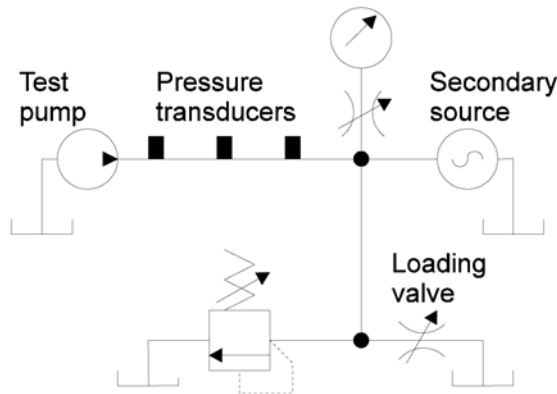 Test
pump
Pressure
transducers
Secondary
source
Loading
valve